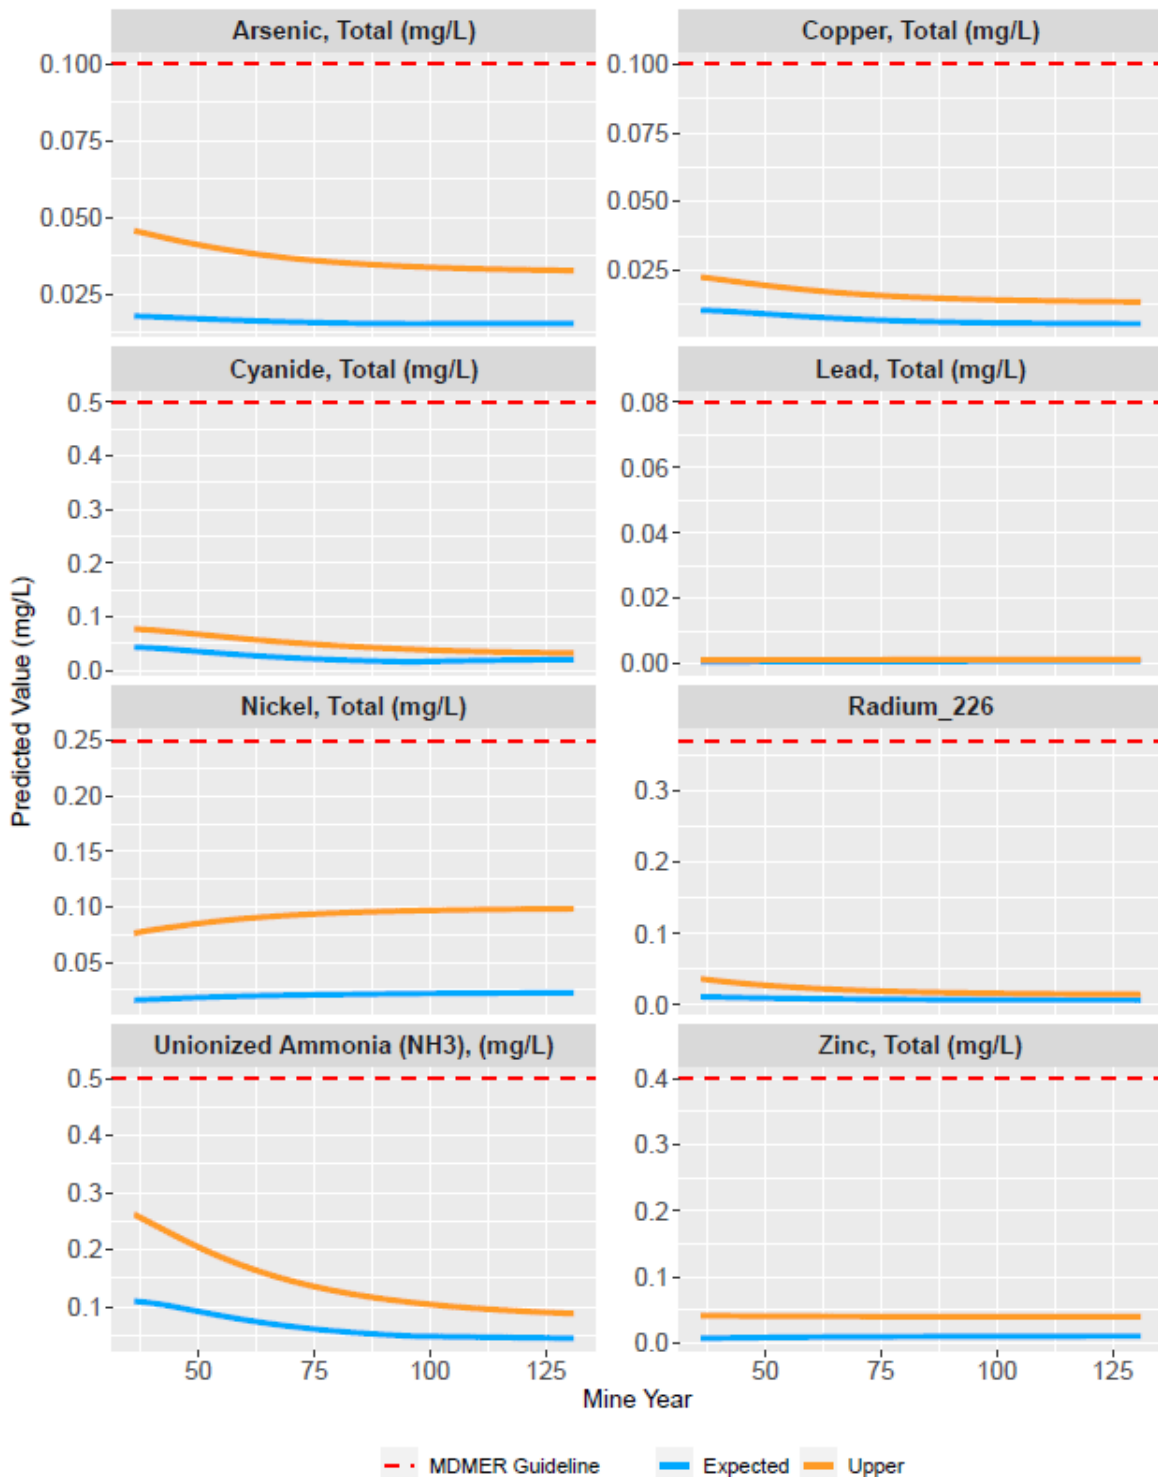 Arsenic, Total (mg/L)
Copper, Total (mg/L)
0.100
0.075
0.050
0.025
0.100
0.075
0.050
0.025
Cyanide, Total (mg/L)
Lead, Total (mg/L)
0.5
0.4
0.3
0.2
0.1
0.0
0.08
0.06
0.04
0.02
0.00
Predicted Value (mg/L)
Nickel, Total (mg/L)
Radium_226
0.25
0.20
0.15
0.10
0.05
0.3
0.2
0.1
0.0
Unionized Ammonia (NH3), (mg/L)
Zinc, Total (mg/L)
0.5
0.4
0.3
0.2
0.1
0.4
0.3
0.2
0.1
0.0
50 75 100 125
50 75 100 125
Mine Year
MDMER Guideline Expected Upper